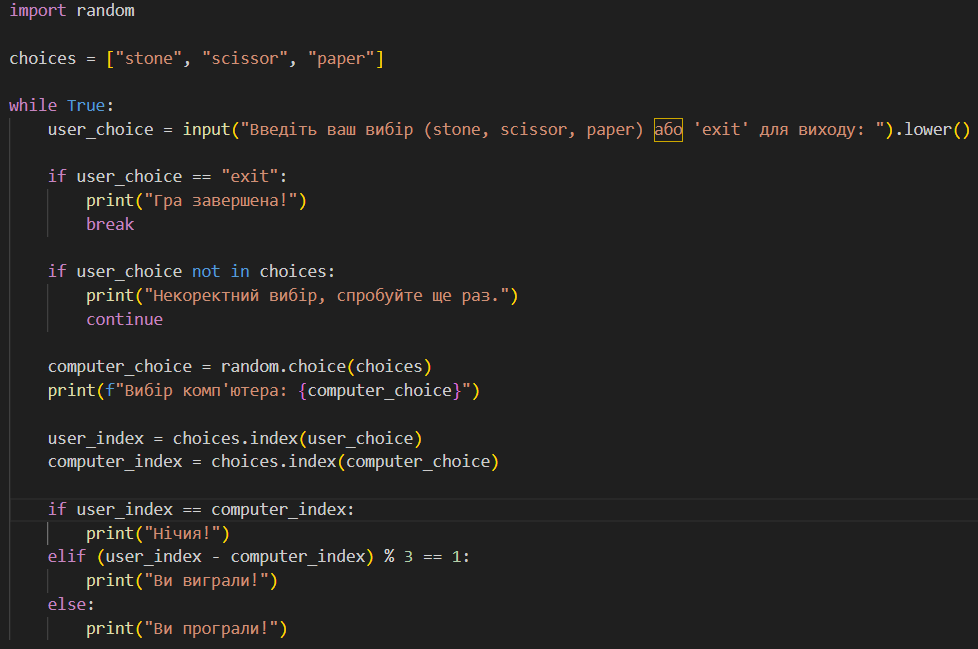 import random
choices = ["stone", "scissor", "paper"]
while True:
user_choice = input("Введіть ваш вибір (stone, scissor, paper) або 'exit' для виходу: ").lower()
if user_choice == "exit":
print("Гра завершена!")
break
if user_choice not in choices:
print("Некоректний вибір, спробуйте ще раз.")
continue
computer_choice = random.choice(choices)
print(f"Вибір комп'ютера: {computer_choice}")
user_index = choices.index(user_choice)
computer_index = choices.index(computer_choice)
if user_index == computer_index:
print("Нічия!")
elif (user_index - computer_index) % 3 == 1:
print("Ви виграли!")
else:
print("Ви програли!")